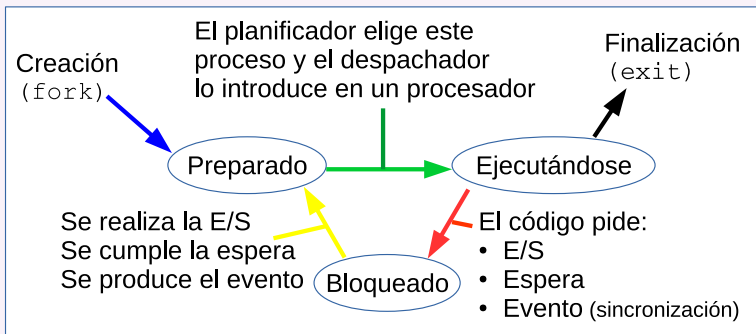 El planificador elige este
proceso y el despachador
lo introduce en un procesador
Creación
(fork)
Finalización
(exit)
Preparado
Ejecutándose
Se realiza la E/S
Se cumple la espera
Se produce el evento
Bloqueado
El código pide:
• E/S
• Espera
• Evento (sincronización)